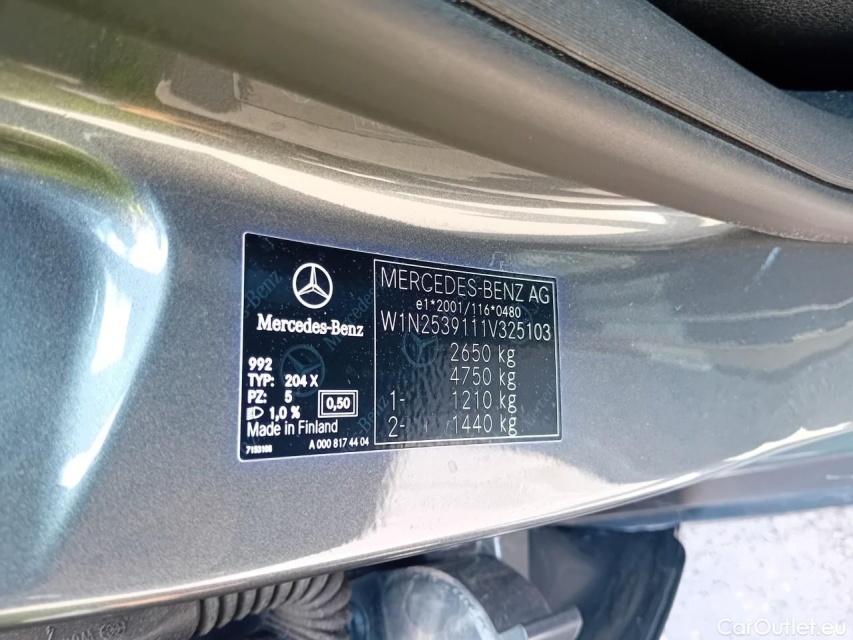 Mercedes-Benz
992
TYP: 204 X
PZ: 5
1,0 %
0,50
Made in Finland
7153105
A 000 817 44 04
MERCEDES-BENZ AG
e1*2001/116*0480
W1N2539111V325103
2650 kg
4750 kg
1- 1210 kg
2- 1440 kg
CarOutlet.eu